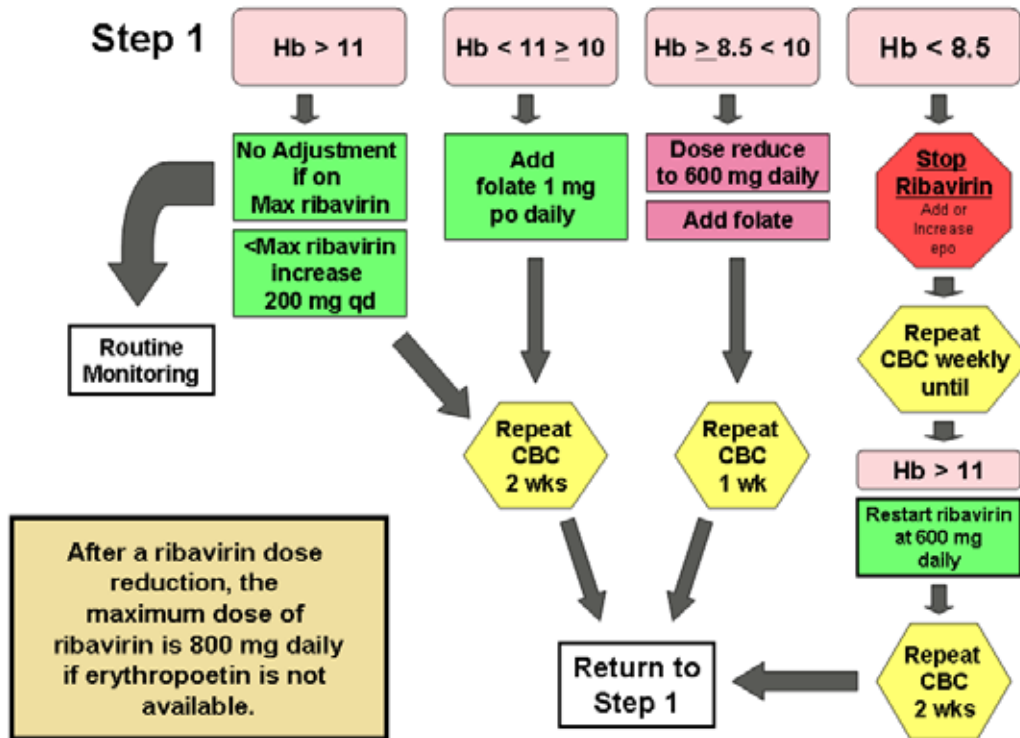 Step 1
Hb > 11
Hb < 11 ≥ 10
Hb ≥ 8.5 < 10
Hb < 8.5
No Adjustment
if on
Max ribavirin
<Max ribavirin
increase
200 mg qd
Add
folate 1 mg
po daily
Dose reduce
to 600 mg daily
Add folate
Stop
Ribavirin
Add or
Increase
epo
Routine
Monitoring
Repeat
CBC
2 wks
Repeat
CBC
1 wk
Repeat
CBC weekly
until
Hb > 11
Restart ribavirin
at 600 mg
daily
Repeat
CBC
2 wks
Return to
Step 1
After a ribavirin dose
reduction, the
maximum dose of
ribavirin is 800 mg daily
if erythropoetin is not
available.